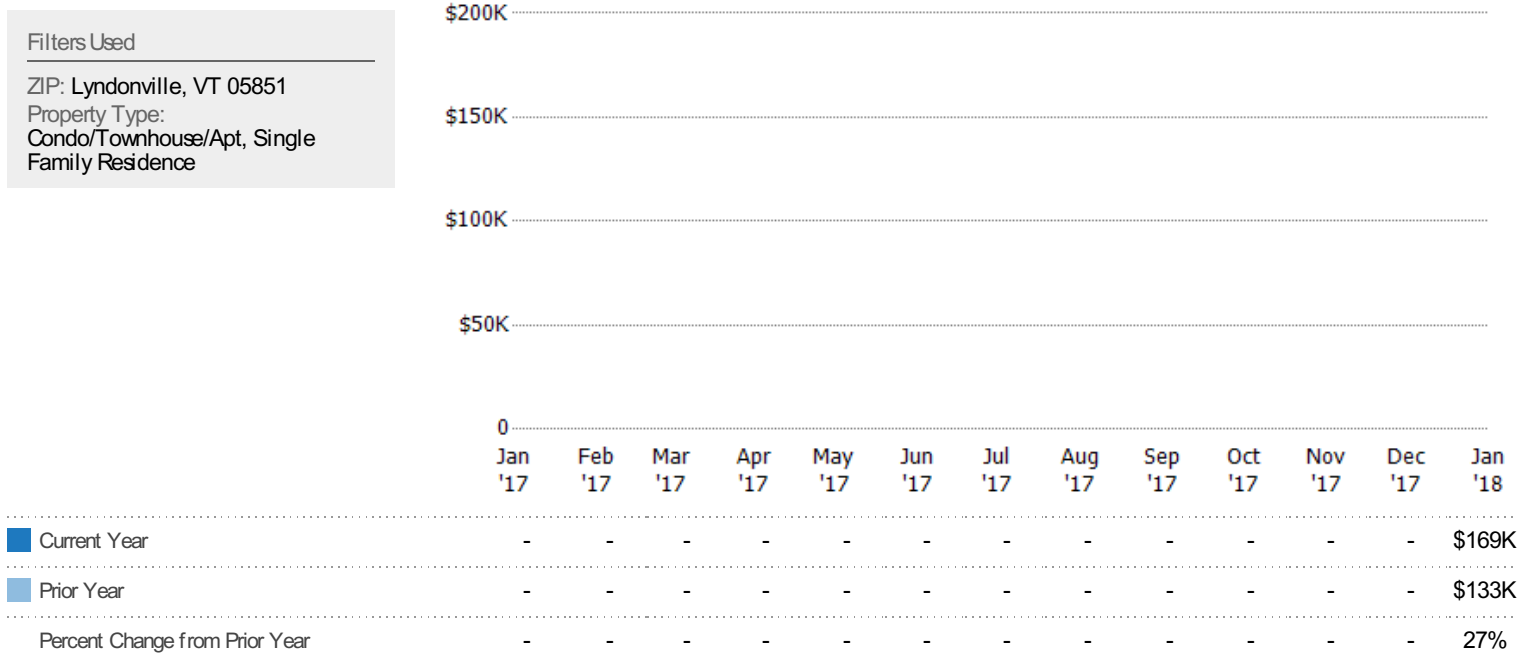 Filters Used
ZIP: Lyndonville, VT 05851
Property Type:
Condo/Townhouse/Apt, Single
Family Residence
$200K
$150K
$100K
$50K
0
Jan Feb Mar Apr May Jun Jul Aug Sep Oct Nov Dec Jan
'17 '17 '17 '17 '17 '17 '17 '17 '17 '17 '17 '17 '18
Current Year - - - - - - - - - - - - $169K
Prior Year - - - - - - - - - - - - $133K
Percent Change from Prior Year - - - - - - - - - - - - 27%